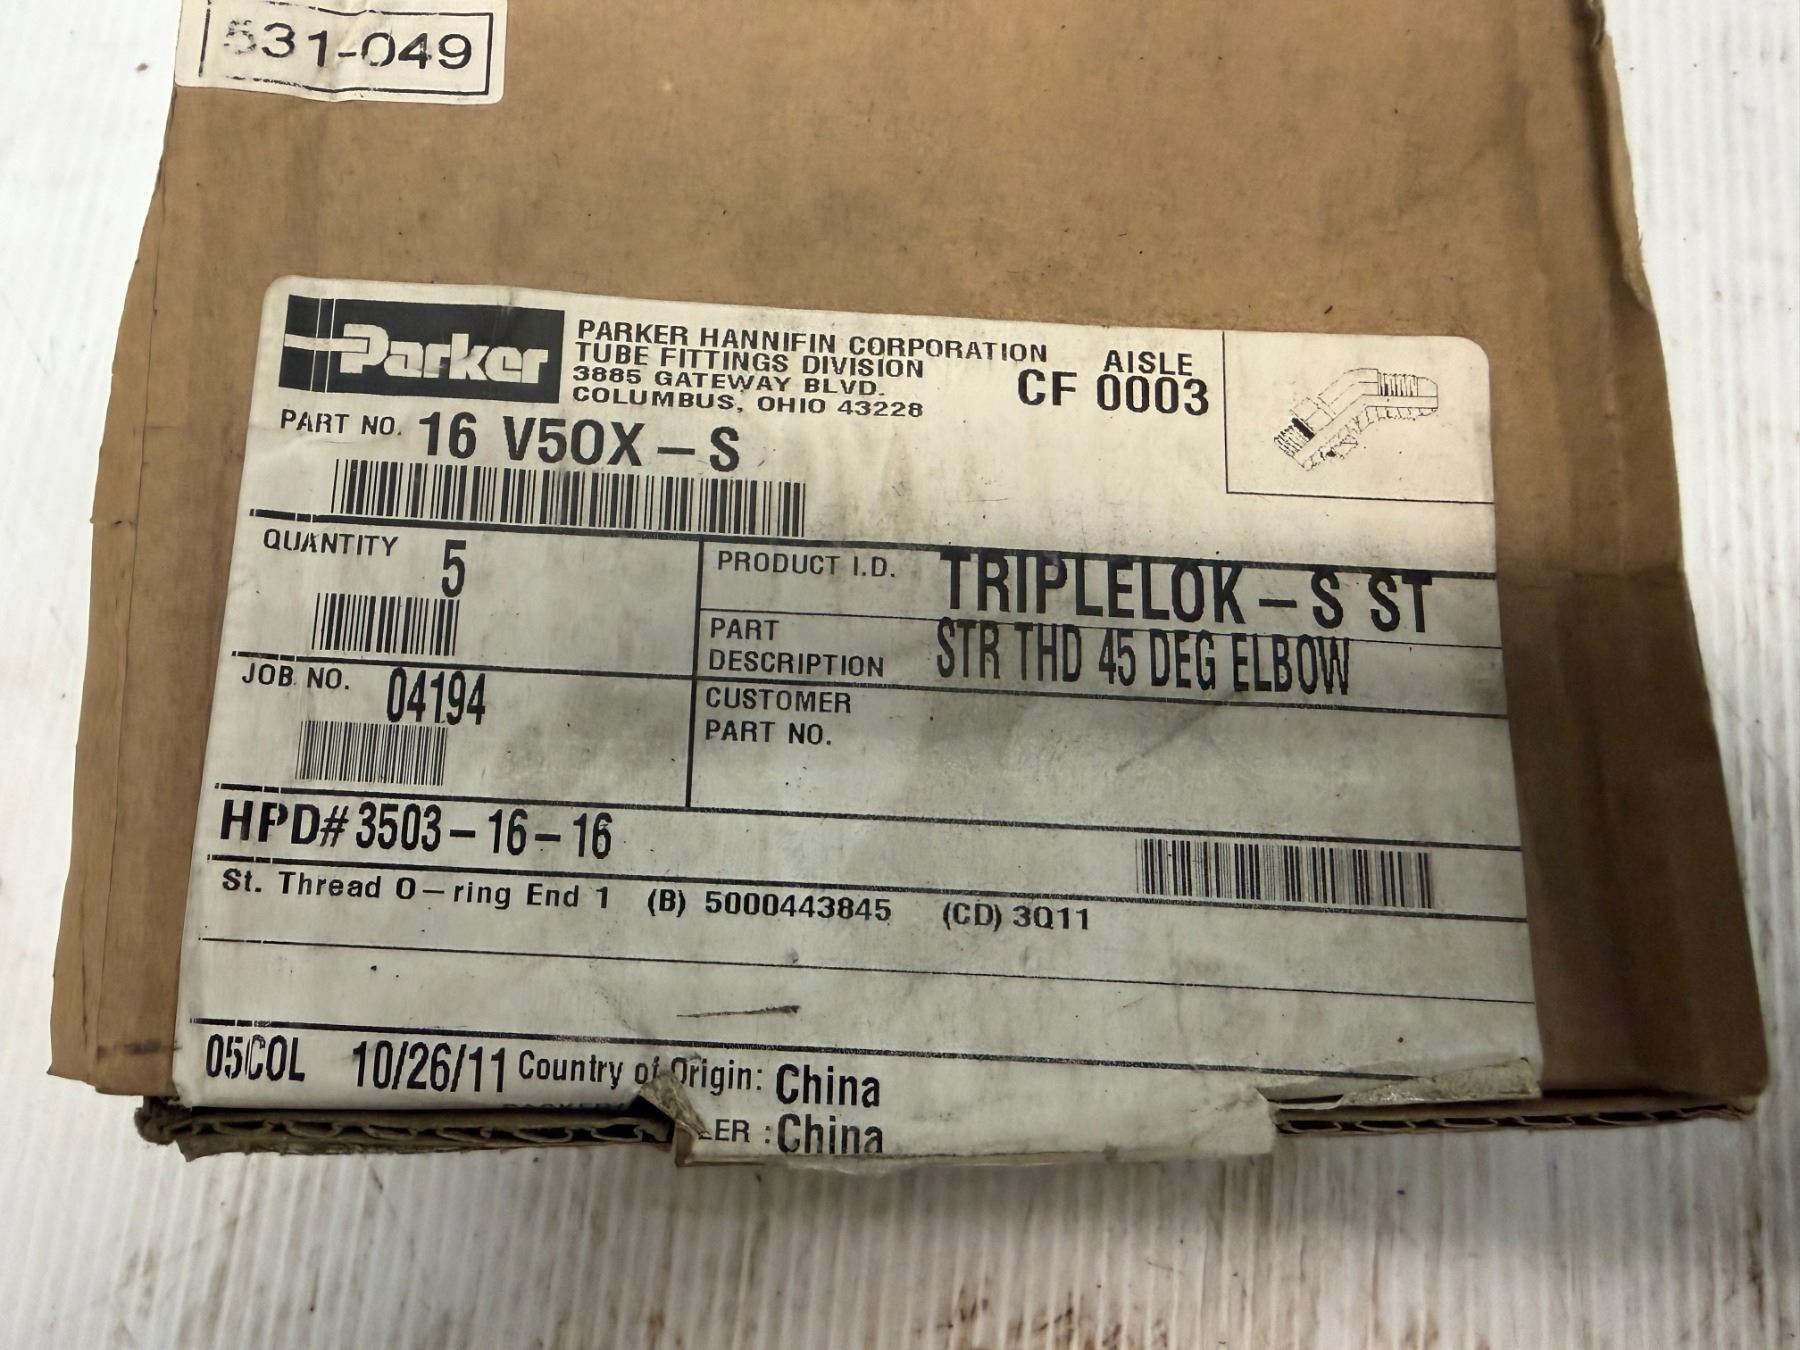 531-049
Parker
PARKER HANNIFIN CORPORATION
TUBE FITTINGS DIVISION
3885 GATEWAY BLVD.
COLUMBUS, OHIO 43228
AISLE
CF 0003
PART NO. 16 V5OX-S
QUANTITY 5
PRODUCT I.D. TRIPLELOK-S ST
PART DESCRIPTION STR THD 45 DEG ELBOW
JOB NO. 04194
CUSTOMER
PART NO.
HPD# 3503-16-16
St. Thread O-ring End 1 (B) 5000443845 (CD) 3Q11
05COL 10/26/11 Country of Origin: China
ER : China